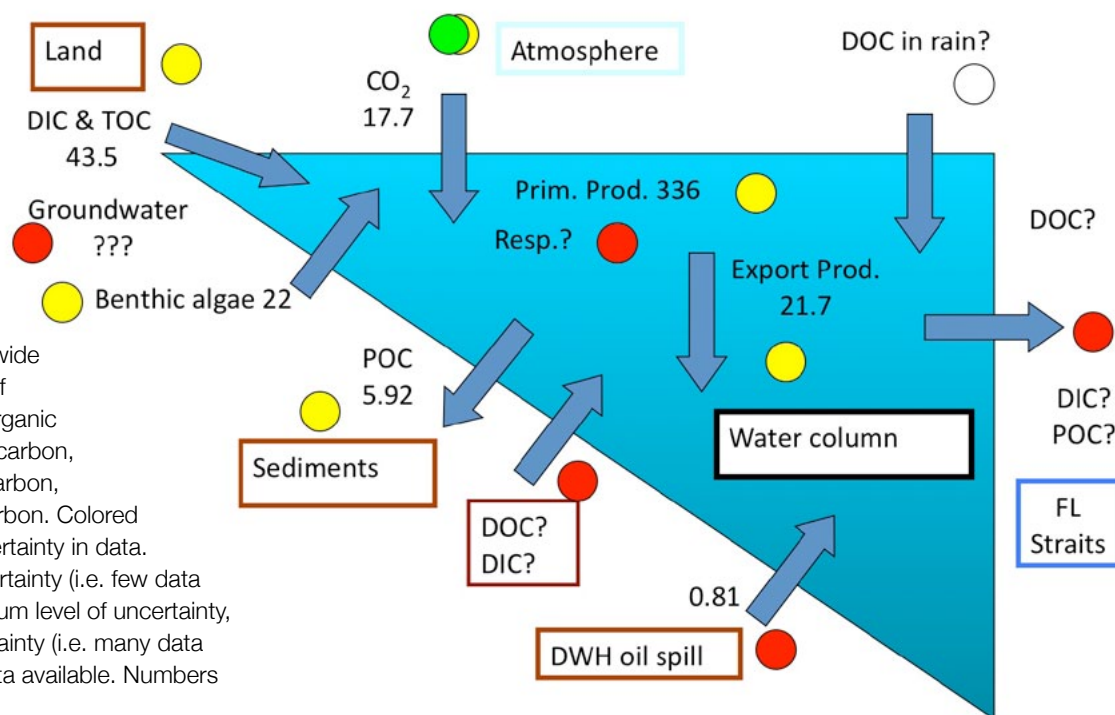 Land
Atmosphere
DOC in rain?
CO₂
17.7
DIC & TOC
43.5
Prim. Prod. 336
Groundwater
???
Resp.?
DOC?
Export Prod.
21.7
Benthic algae 22
POC
5.92
DIC?
POC?
Sediments
Water column
DOC?
DIC?
FL
Straits
0.81
DWH oil spill
wide
f
rganic
carbon,
arbon,
rbon. Colored
ertainty in data.
ertainty (i.e. few data
um level of uncertainty,
ainty (i.e. many data
ta available. Numbers